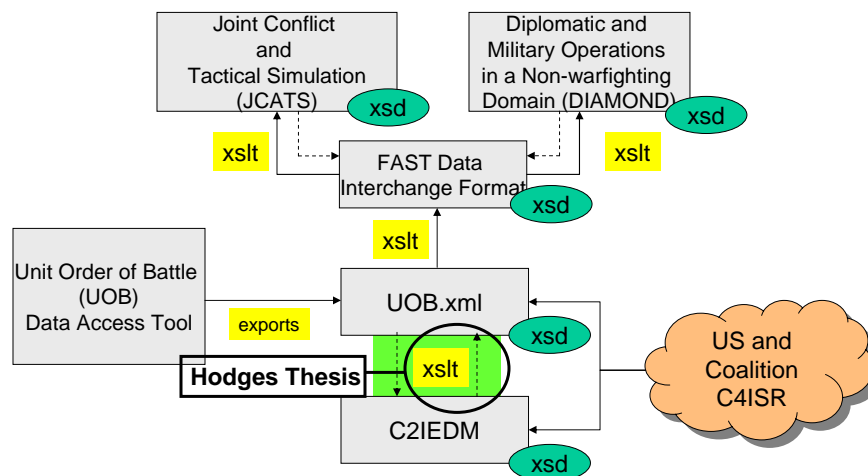 Joint Conflict
and
Tactical Simulation
(JCATS)
xsd
Diplomatic and
Military Operations
in a Non-warfighting
Domain (DIAMOND)
xsd
xslt
FAST Data
Interchange Format
xsd
xslt
xslt
Unit Order of Battle
(UOB)
Data Access Tool
exports
UOB.xml
xsd
US and
Coalition
C4ISR
Hodges Thesis
xslt
C2IEDM
xsd